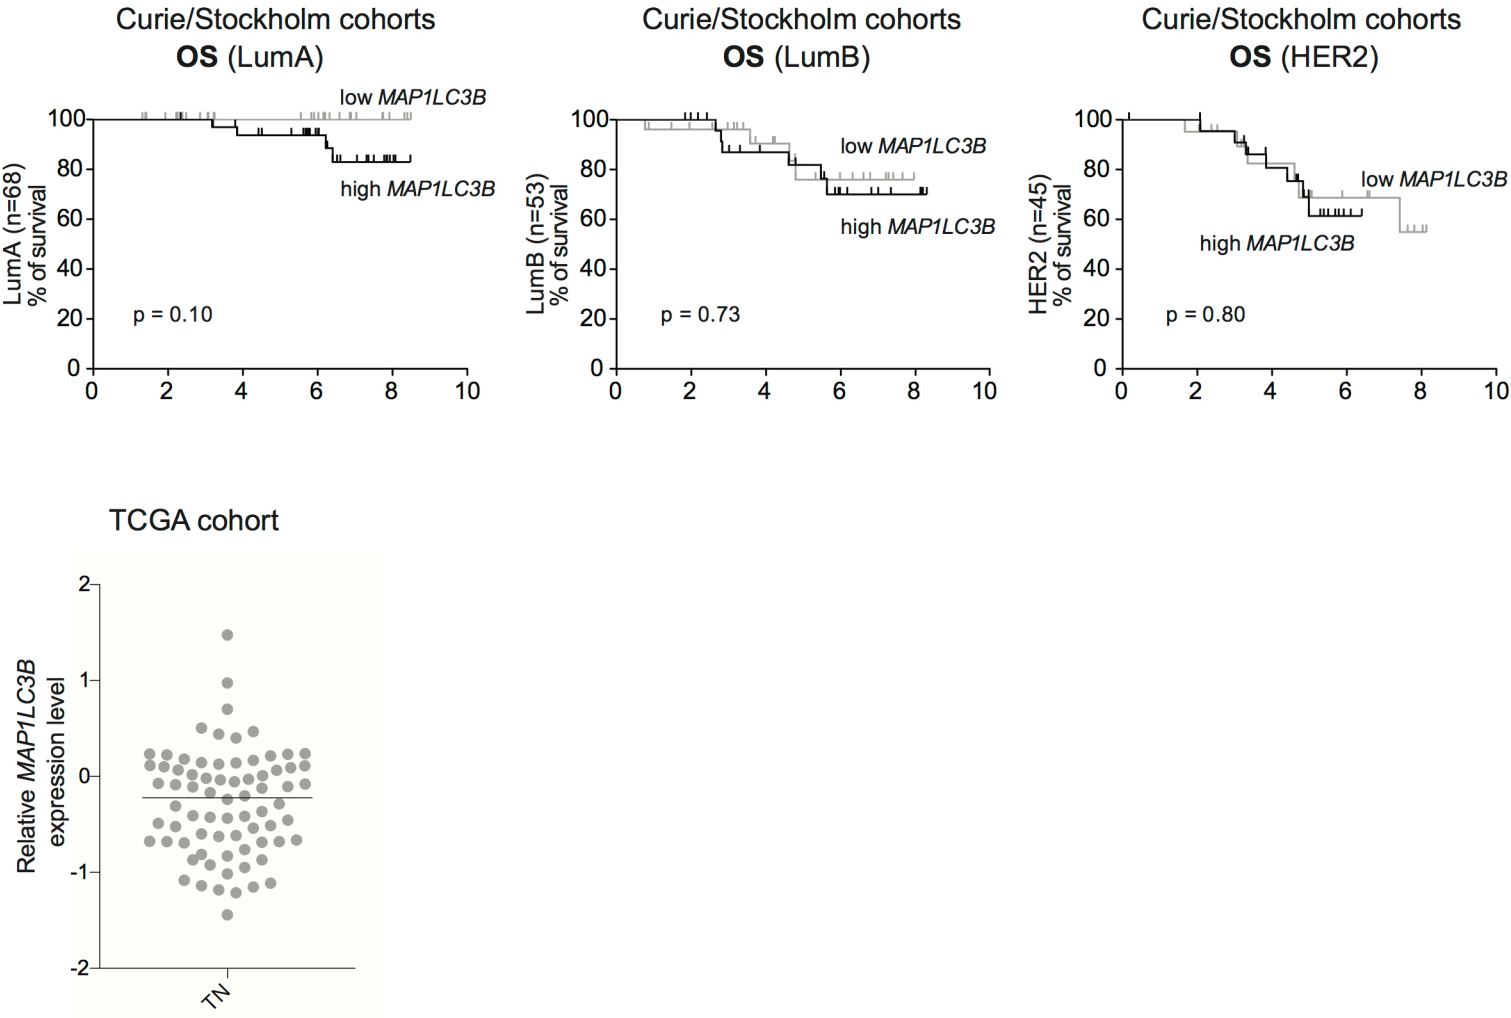 Curie/Stockholm cohorts
OS (LumA)
low MAP1LC3B
high MAP1LC3B
p = 0.10
LumA (n=68)
% of survival
100
80
60
40
20
0
0 2 4 6 8 10
Curie/Stockholm cohorts
OS (LumB)
low MAP1LC3B
high MAP1LC3B
p = 0.73
LumB (n=53)
% of survival
100
80
60
40
20
0
0 2 4 6 8 10
Curie/Stockholm cohorts
OS (HER2)
low MAP1LC3B
high MAP1LC3B
p = 0.80
HER2 (n=45)
% of survival
100
80
60
40
20
0
0 2 4 6 8 10
TCGA cohort
Relative MAP1LC3B
expression level
2
1
0
-1
-2
TN